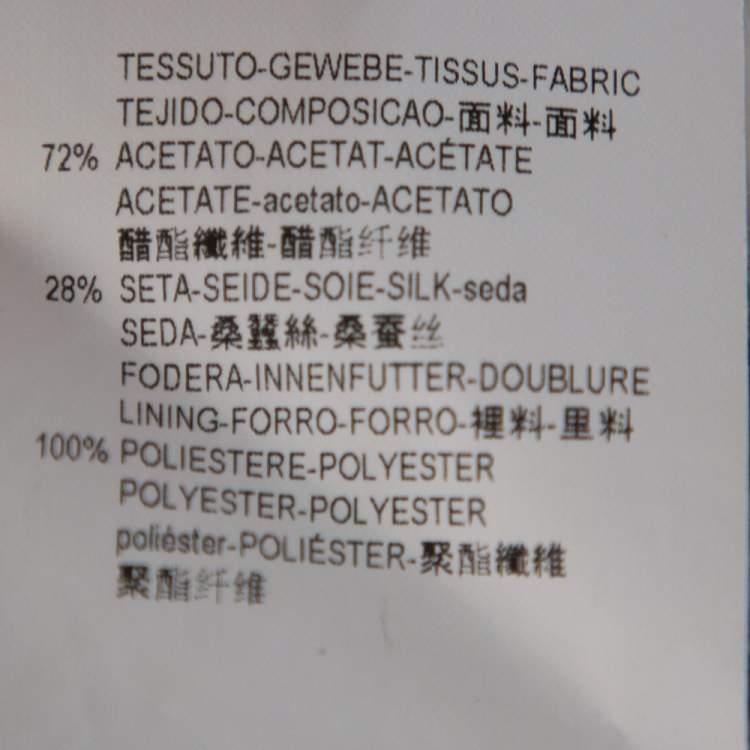 TESSUTO-GEWEBE-TISSUS-FABRIC
TEJIDO-COMPOSICAO-面料-面料
72% ACETATO-ACETAT-ACÉTATE
ACETATE-acetato-ACETATO
醋酯纖維-醋酯纤维
28% SETA-SEIDE-SOIE-SILK-seda
SEDA-桑蠶絲-桑蚕丝
FODERA-INNENFUTTER-DOUBLURE
LINING-FORRO-FORRO-裡料-里料
100% POLIESTERE-POLYESTER
POLYESTER-POLYESTER
poliéster-POLIÉSTER-聚酯纖維
聚酯纤维